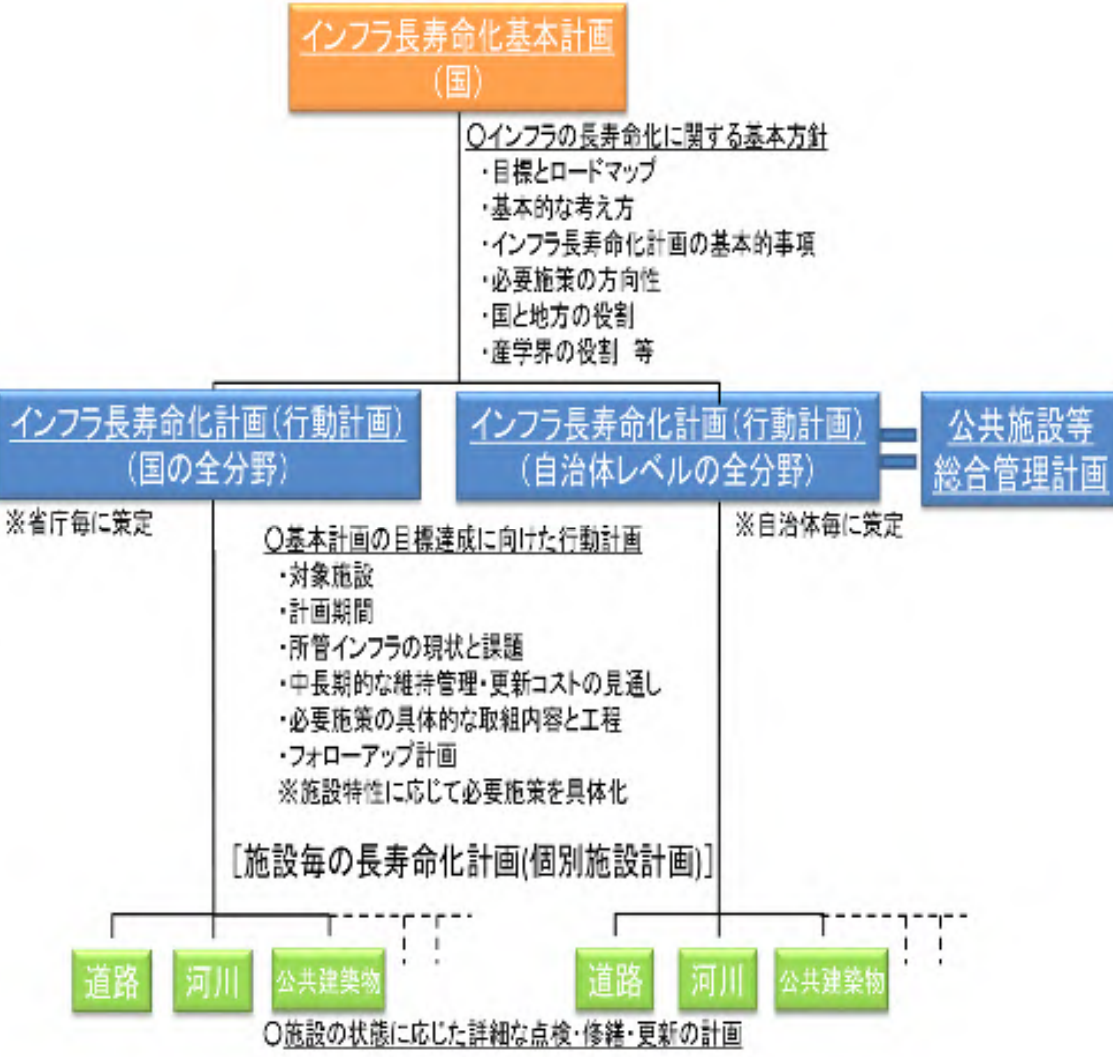 インフラ長寿命化基本計画
(国)
〇インフラの長寿命化に関する基本方針
・目標とロードマップ
・基本的な考え方
・インフラ長寿命化計画の基本的事項
・必要施策の方向性
・国と地方の役割
・産学界の役割 等
インフラ長寿命化計画(行動計画)
(国の全分野)
インフラ長寿命化計画(行動計画)
(自治体レベルの全分野)
公共施設等
総合管理計画
※省庁毎に策定
※自治体毎に策定
〇基本計画の目標達成に向けた行動計画
・対象施設
・計画期間
・所管インフラの現状と課題
・中長期的な維持管理・更新コストの見通し
・必要施策の具体的な取組内容と工程
・フォローアップ計画
※施設特性に応じて必要施策を具体化
[施設毎の長寿命化計画(個別施設計画)]
道路
河川
公共建築物
道路
河川
公共建築物
〇施設の状態に応じた詳細な点検・修繕・更新の計画